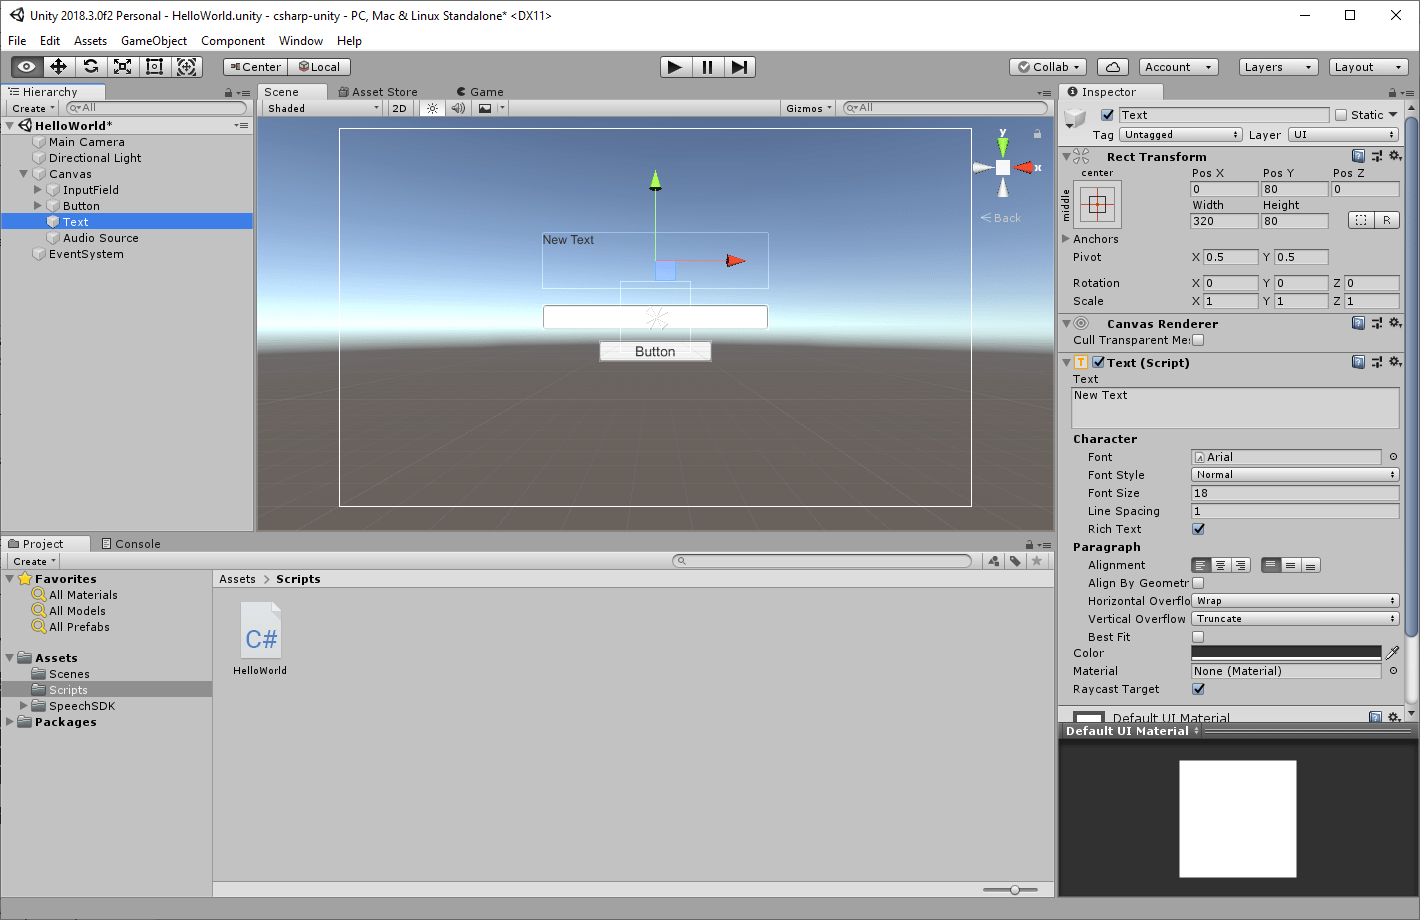 Unity 2018.3.0f2 Personal - HelloWorld.unity - csharp-unity - PC, Mac & Linux Standalone* <DX11>
File Edit Assets GameObject Component Window Help
Center Local
Collab Account Layers Layout
Hierarchy
Create All
HelloWorld*
Main Camera
Directional Light
Canvas
InputField
Button
Text
Audio Source
EventSystem
Scene Asset Store Game
Shaded 2D Gizmos All
y
x
Back
New Text
Button
Project Console
Create
Favorites
All Materials
All Models
All Prefabs
Assets
Scenes
Scripts
SpeechSDK
Packages
Assets > Scripts
C#
HelloWorld
Inspector
Text Static
Tag Untagged Layer UI
Rect Transform
center Pos X Pos Y Pos Z
middle 0 80 0
Width Height
320 80 R
Anchors
Pivot X 0.5 Y 0.5
Rotation X 0 Y 0 Z 0
Scale X 1 Y 1 Z 1
Canvas Renderer
Cull Transparent Me:
T Text (Script)
Text
New Text
Character
Font Arial
Font Style Normal
Font Size 18
Line Spacing 1
Rich Text
Paragraph
Alignment
Align By Geometr
Horizontal Overflo Wrap
Vertical Overflow Truncate
Best Fit
Color
Material None (Material)
Raycast Target
Default UI Material
Default UI Material